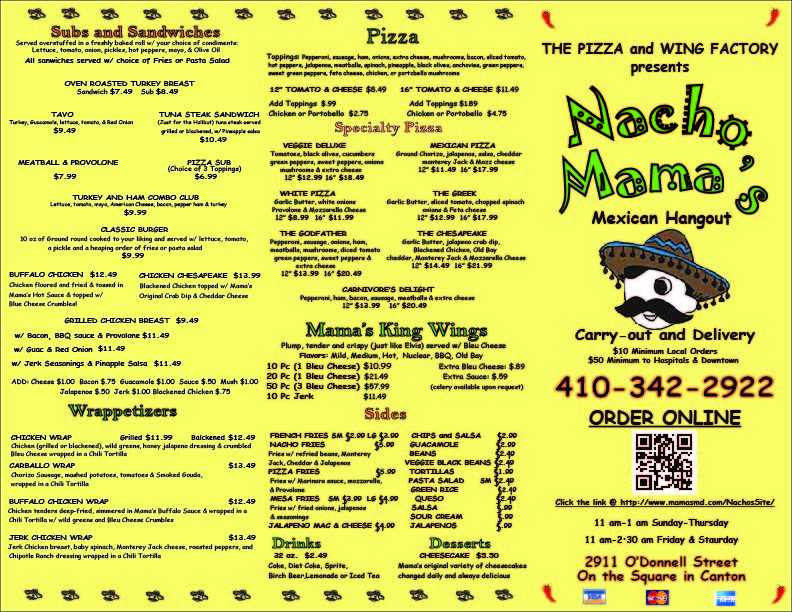 Subs and Sandwiches
Served overstuffed in a freshly baked roll w/ your choice of condiments:
Lettuce, tomato, onion, pickles, hot peppers, mayo, & Olive Oil
All sanwiches served w/ choice of Fries or Pasta Salad
OVEN ROASTED TURKEY BREAST
Sandwich $7.49 Sub $8.49
TAVO
Turkey, Guacamole, lettuce, tomato, & Red Onion
$9.49
TUNA STEAK SANDWICH
(Just for the Halibut) tuna steak served
grilled or blackened, w/ Pineapple salsa
$10.49
MEATBALL & PROVOLONE
$7.99
PIZZA SUB
(Choice of 3 Toppings)
$6.99
TURKEY AND HAM COMBO CLUB
Lettuce, tomato, mayo, American Cheese, bacon, pepper ham & turkey
$9.99
CLASSIC BURGER
10 oz of Ground round cooked to your liking and served w/ lettuce, tomato,
a pickle and a heaping order of fries or pasta salad
$9.99
BUFFALO CHICKEN $12.49
Chicken floured and fried & tossed in
Mama's Hot Sauce & topped w/
Blue Cheese Crumbles!
CHICKEN CHESAPEAKE $13.99
Blackened Chicken topped w/ Mama's
Original Crab Dip & Cheddar Cheese
GRILLED CHICKEN BREAST $9.49
w/ Bacon, BBQ sauce & Provolone $11.49
w/ Guac & Red Onion $11.49
w/ Jerk Seasonings & Pinapple Salsa $11.49
ADD: Cheese $1.00 Bacon $.75 Guacamole $1.00 Sauce $.50 Mush $1.00
Jalapenos $.50 Jerk $1.00 Blackened Chicken $.75
Wrappetizers
CHICKEN WRAP Grilled $11.99 Balckened $12.49
Chicken (grilled or blackened), wild greens, honey jalapeno dressing & crumbled
Bleu Cheese wrapped in a Chili Tortilla
CARBALLO WRAP $13.49
Chorizo Sausage, mashed potatoes, tomatoes & Smoked Gouda,
wrapped in a Chili Tortilla
BUFFALO CHICKEN WRAP $12.49
Chicken tenders deep-fried, simmered in Mama's Buffalo Sauce & wrapped in a
Chili Tortilla w/ wild greens and Bleu Cheese Crumbles
JERK CHICKEN WRAP $13.49
Jerk Chicken breast, baby spinach, Monterey Jack cheese, roasted peppers, and
Chipotle Ranch dressing wrapped in a Chili Tortilla
Pizza
Toppings: Pepperoni, sausage, ham, onions, extra cheese, mushrooms, bacon, sliced tomato,
hot peppers, jalapenos, meatballs, spinach, pineapple, black olives, anchovies, green peppers,
sweet green peppers, feta cheese, chicken, or portobello mushrooms
12" TOMATO & CHEESE $8.49
Add Toppings $.99
Chicken or Portobello $2.75
16" TOMATO & CHEESE $11.49
Add Toppings $1.89
Chicken or Portobello $4.75
Specialty Pizza
VEGGIE DELUXE
Tomatoes, black olives, cucumbers
green peppers, sweet peppers, onions
mushrooms & extra cheese
12" $12.99 16" $18.49
MEXICAN PIZZA
Ground Chorizo, jalapenos, salsa, cheddar
monterey Jack & Mozz cheese
12" $11.49 16" $17.99
WHITE PIZZA
Garlic Butter, white onions
Provolone & Mozzarella Cheese
12" $8.99 16" $11.99
THE GREEK
Garlic Butter, sliced tomato, chopped spinach
onions & Feta cheese
12" $12.99 16" $17.99
THE GODFATHER
Pepperoni, sausage, onions, ham,
meatballs, mushrooms, diced tomato
green peppers, sweet peppers &
extra cheese
12" $13.99 16" $20.49
THE CHESAPEAKE
Garlic Butter, jalapeno crab dip,
Blackened Chicken, Old Bay
cheddar, Monterey Jack & Mozzarella Cheese
12" $14.49 16" $21.99
CARNIVORE'S DELIGHT
Pepperoni, ham, bacon, sausage, meatballs & extra cheese
12" $13.99 16" $20.49
Mama's King Wings
Plump, tender and crispy (just like Elvis) served w/ Bleu Cheese
Flavors: Mild, Medium, Hot, Nuclear, BBQ, Old Bay
10 Pc (1 Bleu Cheese) $10.99
20 Pc (1 Bleu Cheese) $21.49
50 Pc (3 Bleu Cheese) $57.99
10 Pc Jerk $11.49
Extra Bleu Cheese: $.89
Extra Sauce: $.59
(celery available upon request)
Sides
FRENCH FRIES SM $2.99 LG $3.99
NACHO FRIES $5.99
Fries w/ refried beans, Monterey
Jack, Cheddar & Jalapenos
PIZZA FRIES $5.99
Fries w/ Marinara sauce, mozzarella,
& Provolone
MESA FRIES SM $3.99 LG $4.99
Fries w/ fried onions, jalapenos
& seasonings
JALAPENO MAC & CHEESE $4.99
CHIPS and SALSA $2.99
GUACAMOLE $2.99
BEANS $2.49
VEGGIE BLACK BEANS $2.49
TORTILLAS $1.99
PASTA SALAD SM $2.49
GREEN RICE $2.49
QUESO $2.49
SALSA $.99
SOUR CREAM $.99
JALAPENOS $.99
Drinks
32 oz. $2.49
Coke, Diet Coke, Sprite,
Birch Beer,Lemonade or Iced Tea
Desserts
CHEESECAKE $5.50
Mama's original variety of cheesecakes
changed daily and always delicious
THE PIZZA and WING FACTORY
presents
Nacho
Mama's
Mexican Hangout
Carry-out and Delivery
$10 Minimum Local Orders
$50 Minimum to Hospitals & Downtown
410-342-2922
ORDER ONLINE
Click the link @ http://www.mamasmd.com/NachosSite/
11 am-1 am Sunday-Thursday
11 am-2:30 am Friday & Staurday
2911 O'Donnell Street
On the Square in Canton
VISA
MasterCard